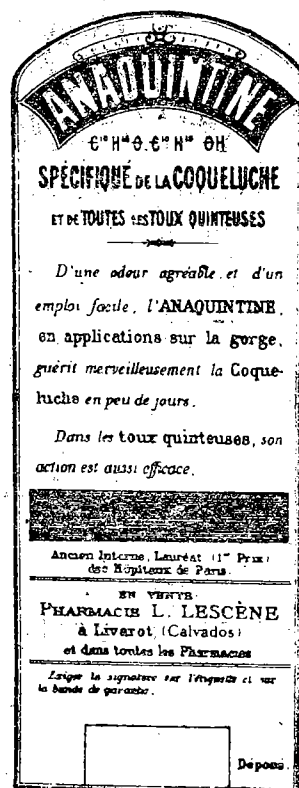 ANAQUINTINE
SPÉCIFIQUE DE LA COQUELUCHE
ET DE TOUTES LES TOUX QUINTEUSES
D'une odeur agréable et d'un
emploi facile, l'ANAQUINTINE,
en applications sur la gorge,
guérit merveilleusement la Coque-
luche en peu de jours.
Dans les toux quinteuses, son
action est aussi efficace.
Ancien Interne, Lauréat (1er Prix)
des Hôpitaux de Paris.
EN VENTE
PHARMACIE L. LESCÈNE
à Livarot (Calvados)
et dans toutes les Pharmacies
Exiger la signature sur l'étiquette et sur
la bande de garantie.
Déposé.